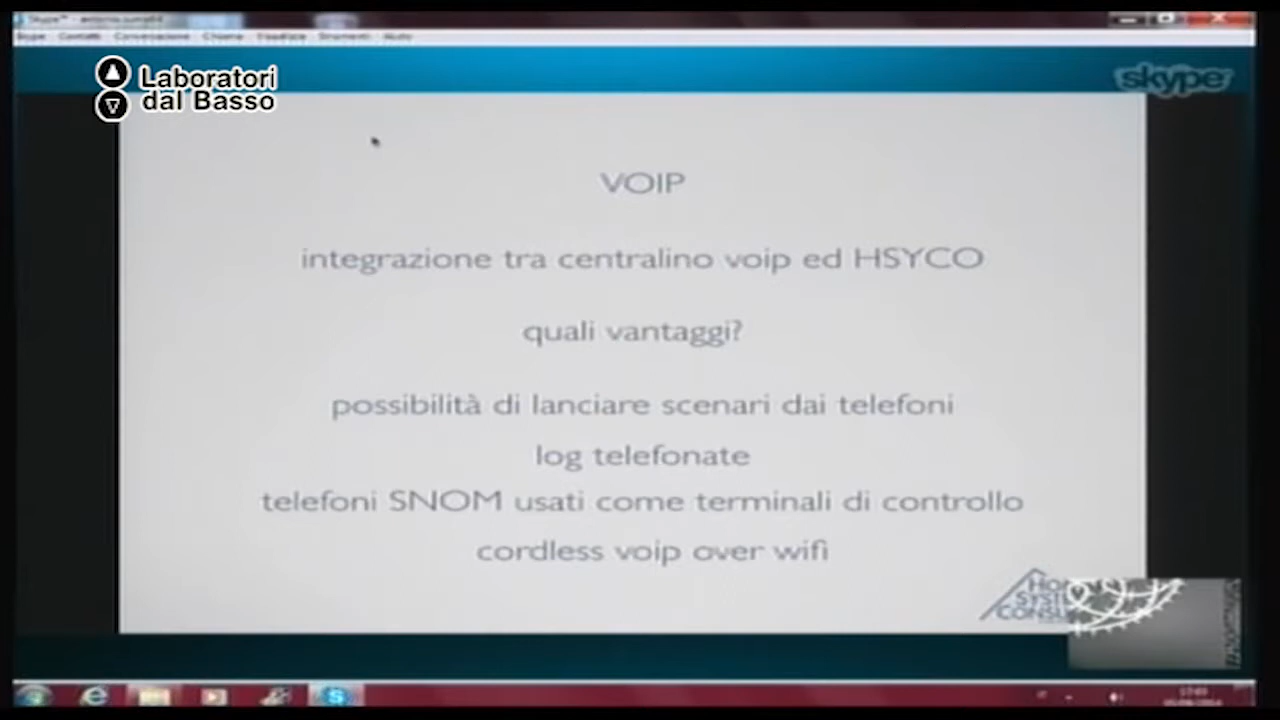 Skype
Laboratori
dal Basso
skype
VOIP
integrazione tra centralino voip ed HSYCO
quali vantaggi?
possibilità di lanciare scenari dai telefoni
log telefonate
telefoni SNOM usati come terminali di controllo
cordless voip over wifi